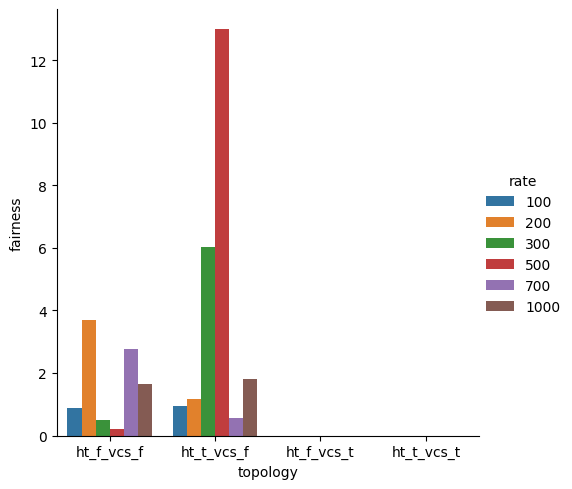 12
10
8
6
4
2
0
fairness
ht_f_vcs_f
ht_t_vcs_f
ht_f_vcs_t
ht_t_vcs_t
topology
rate
100
200
300
500
700
1000